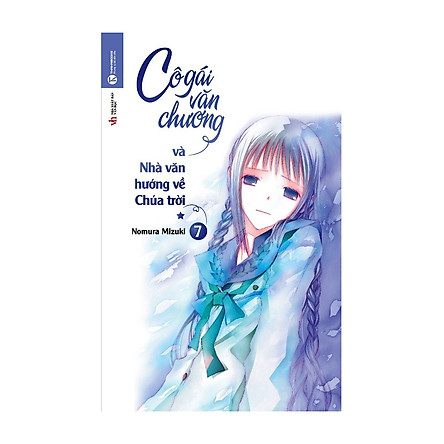 Cô gái
văn
chương
và
Nhà văn
hướng về
Chúa trời
Nomura Mizuki 7